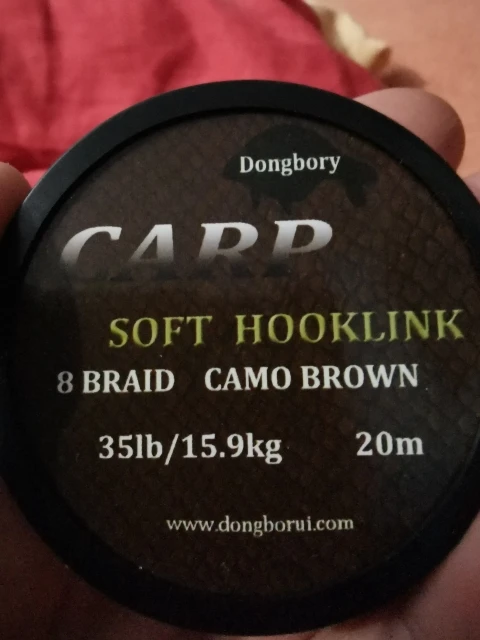 Dongbory
CARP
SOFT HOOKLINK
8 BRAID CAMO BROWN
35lb/15.9kg 20m
www.dongborui.com